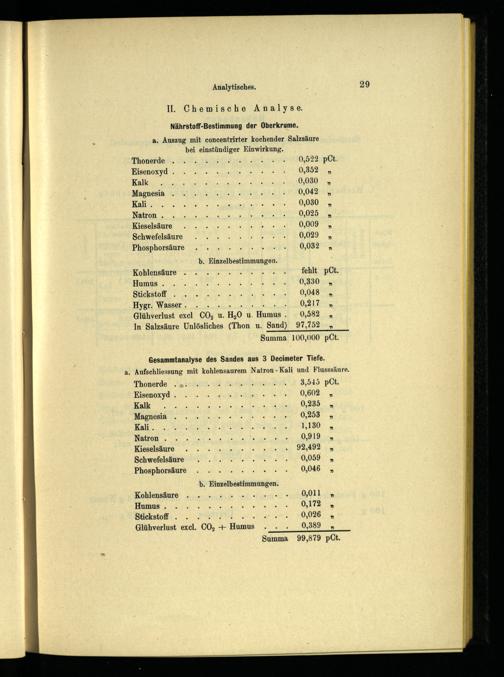 Analytisches. 29
II. Chemische Analyse.
Nährstoff-Bestimmung der Oberkrume.
a. Auszug mit concentrirter kochender Salzsäure
bei einstündiger Einwirkung.
Thonerde . . . . . . . . . . . 0,522 pCt.
Eisenoxyd . . . . . . . . . . . 0,352 „
Kalk . . . . . . . . . . . 0,030 „
Magnesia . . . . . . . . . . . 0,042 „
Kali . . . . . . . . . . . . 0,030 „
Natron . . . . . . . . . . . . 0,025 „
Kieselsäure . . . . . . . . . . 0,009 „
Schwefelsäure . . . . . . . . 0,029 „
Phosphorsäure . . . . . . . . 0,032 „
b. Einzelbestimmungen.
Kohlensäure . . . . . . . . . . fehlt pCt.
Humus . . . . . . . . . . . . 0,330 „
Stickstoff . . . . . . . . . . . 0,048 „
Hygr. Wasser . . . . . . . . . . 0,217 „
Glühverlust excl CO₂ u. H₂O u. Humus . 0,582 „
In Salzsäure Unlösliches (Thon u. Sand) 97,752 „
Summa 100,000 pCt.
Gesammtanalyse des Sandes aus 3 Decimeter Tiefe.
a. Aufschliessung mit kohlensaurem Natron-Kali und Flusssäure.
Thonerde . . . . . . . . . . . 3,545 pCt.
Eisenoxyd . . . . . . . . . . . 0,602 „
Kalk . . . . . . . . . . . 0,235 „
Magnesia . . . . . . . . . . . 0,253 „
Kali . . . . . . . . . . . . 1,130 „
Natron . . . . . . . . . . . . 0,919 „
Kieselsäure . . . . . . . . . . 92,492 „
Schwefelsäure . . . . . . . . 0,059 „
Phosphorsäure . . . . . . . . 0,046 „
b. Einzelbestimmungen.
Kohlensäure . . . . . . . . . . 0,011 „
Humus . . . . . . . . . . . . 0,172 „
Stickstoff . . . . . . . . . . . 0,026 „
Glühverlust excl. CO₂ + Humus . . . 0,389 „
Summa 99,879 pCt.